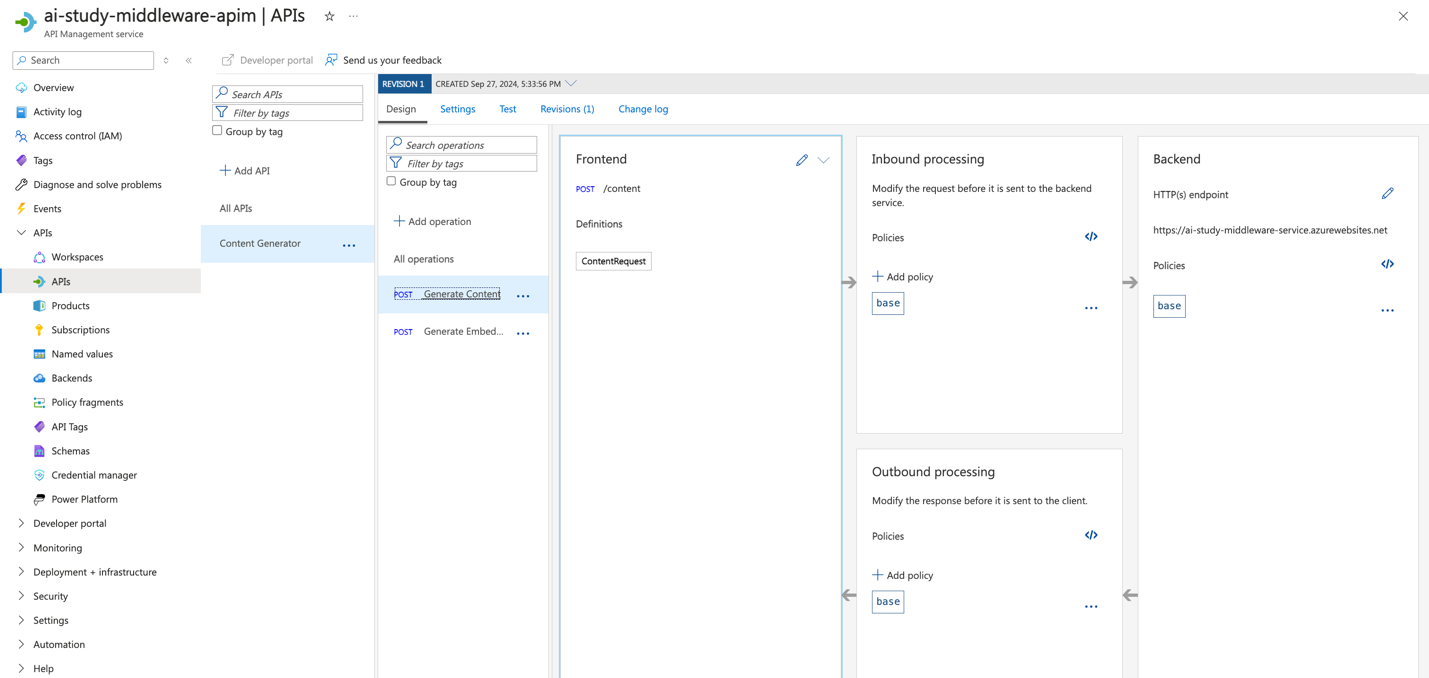 ai-study-middleware-apim | APIs
API Management service
Search
Overview
Activity log
Access control (IAM)
Tags
Diagnose and solve problems
Events
APIs
Workspaces
APIs
Products
Subscriptions
Named values
Backends
Policy fragments
API Tags
Schemas
Credential manager
Power Platform
Developer portal
Monitoring
Deployment + infrastructure
Security
Settings
Automation
Help
Developer portal
Send us your feedback
Search APIs
Filter by tags
Group by tag
Add API
All APIs
Content Generator
REVISION 1
CREATED Sep 27, 2024, 5:33:56 PM
Design
Settings
Test
Revisions (1)
Change log
Search operations
Filter by tags
Group by tag
Add operation
All operations
POST Generate Content
POST Generate Embed...
Frontend
POST /content
Definitions
ContentRequest
Inbound processing
Modify the request before it is sent to the backend
service.
Policies
</>
Add policy
base
Outbound processing
Modify the response before it is sent to the client.
Policies
</>
Add policy
base
Backend
HTTP(s) endpoint
https://ai-study-middleware-service.azurewebsites.net
Policies
</>
base